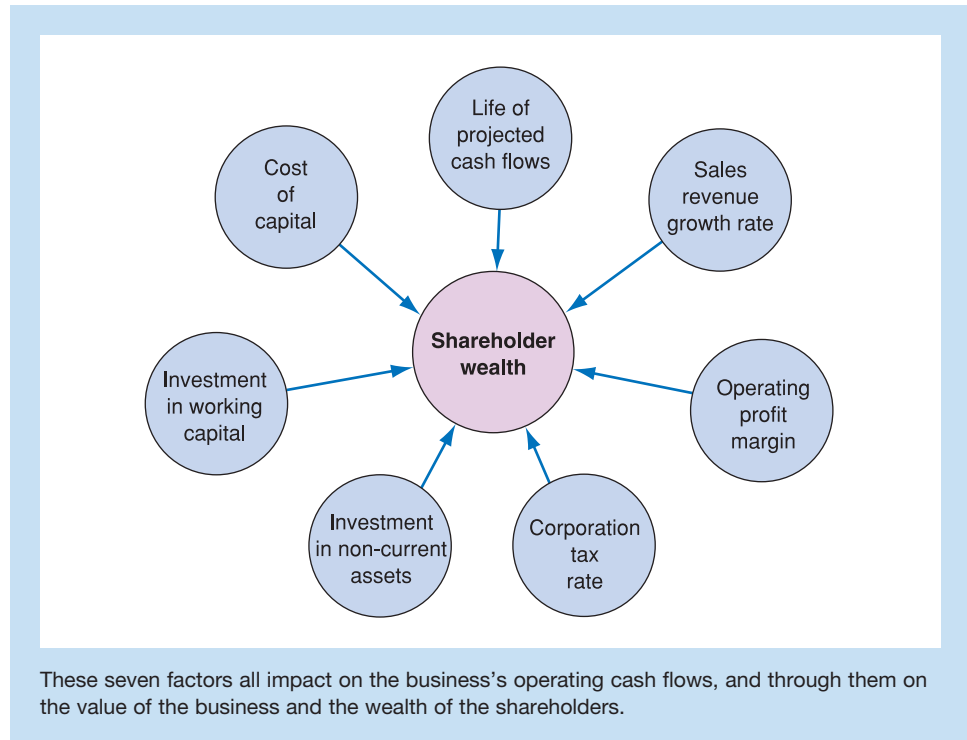 Life of
projected
cash flows
Cost
of
capital
Sales
revenue
growth rate
Shareholder
wealth
Investment
in working
capital
Operating
profit
margin
Investment
in non-current
assets
Corporation
tax
rate
These seven factors all impact on the business’s operating cash flows, and through them on
the value of the business and the wealth of the shareholders.